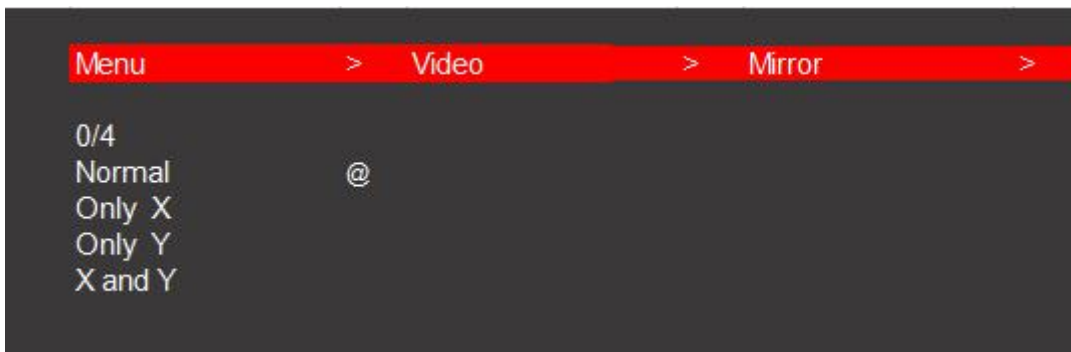 Menu > Video > Mirror >
0/4
Normal @
Only X
Only Y
X and Y